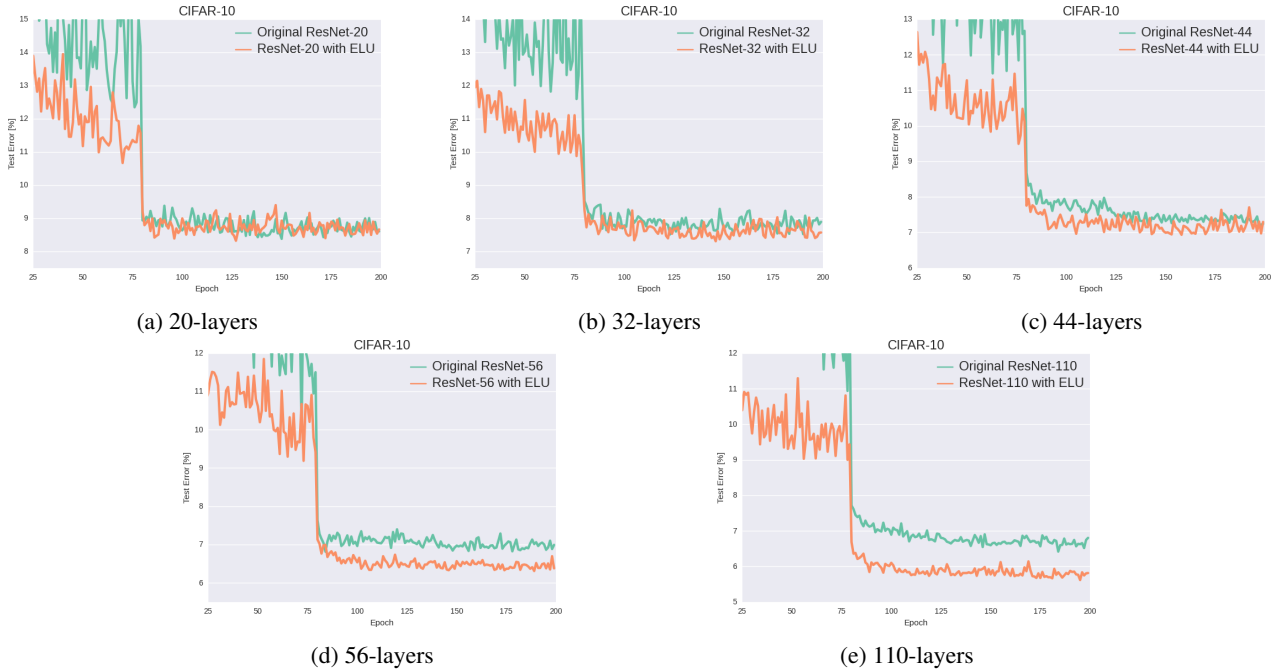 CIFAR-10
Original ResNet-20
ResNet-20 with ELU
Test Error [%]
15
14
13
12
11
10
9
8
25 50 75 100 125 150 175 200
Epoch
(a) 20-layers
CIFAR-10
Original ResNet-32
ResNet-32 with ELU
Test Error [%]
14
13
12
11
10
9
8
7
25 50 75 100 125 150 175 200
Epoch
(b) 32-layers
CIFAR-10
Original ResNet-44
ResNet-44 with ELU
Test Error [%]
13
12
11
10
9
8
7
6
25 50 75 100 125 150 175 200
Epoch
(c) 44-layers
CIFAR-10
Original ResNet-56
ResNet-56 with ELU
Test Error [%]
12
11
10
9
8
7
6
25 50 75 100 125 150 175 200
Epoch
(d) 56-layers
CIFAR-10
Original ResNet-110
ResNet-110 with ELU
Test Error [%]
12
11
10
9
8
7
6
5
25 50 75 100 125 150 175 200
Epoch
(e) 110-layers